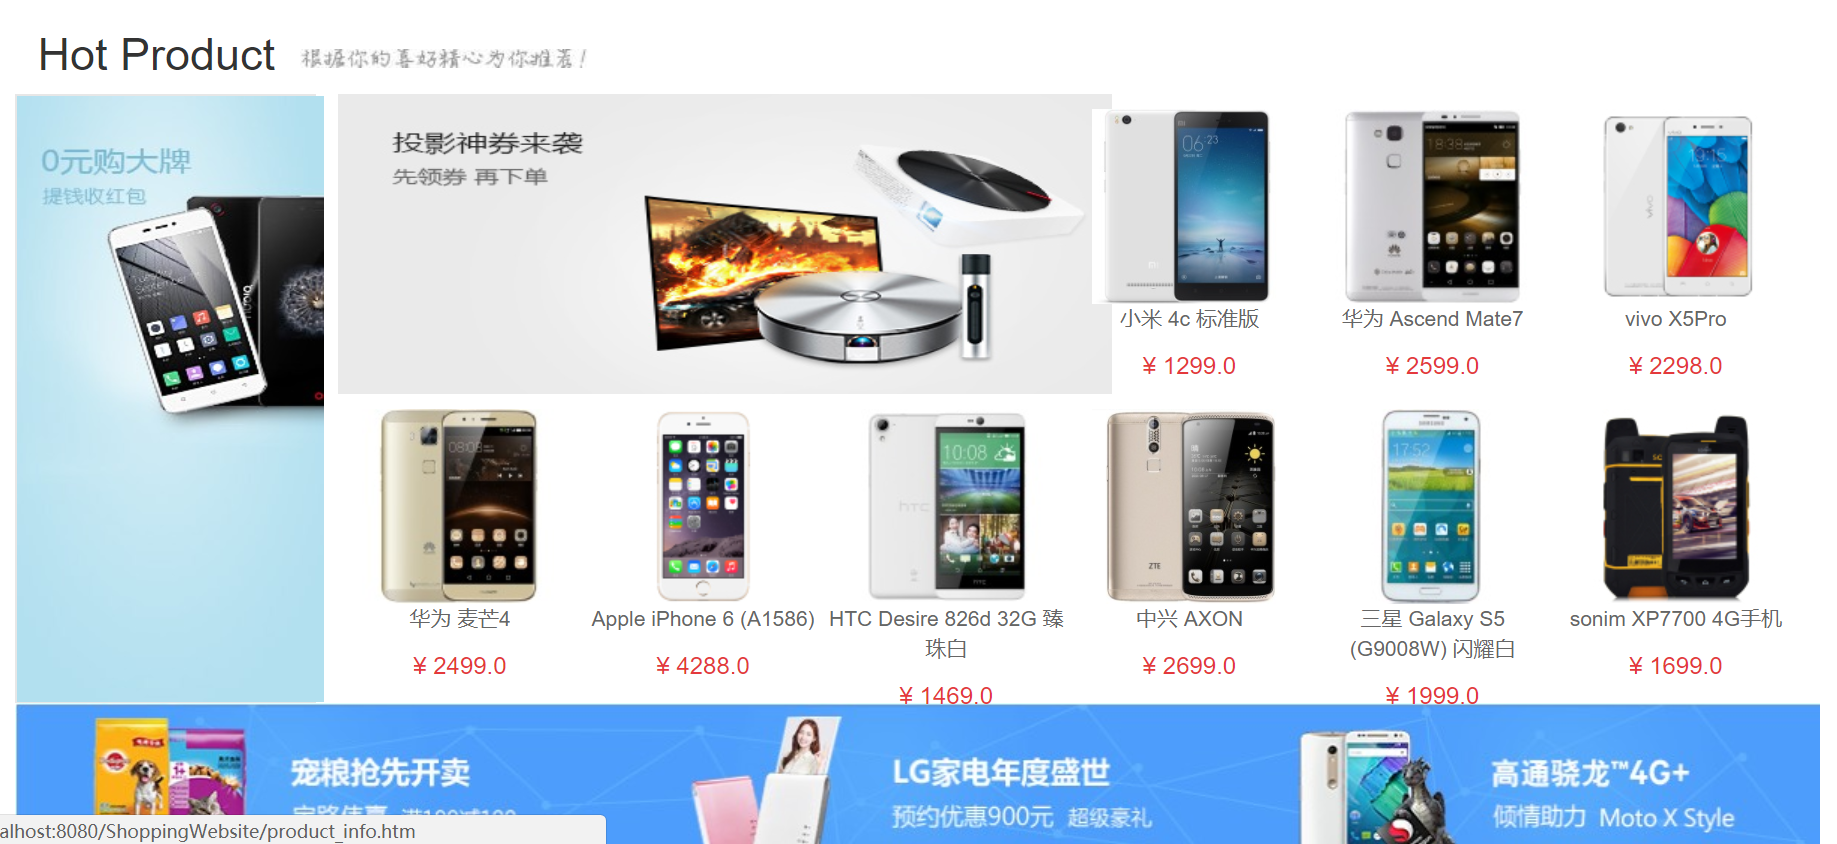 Hot Product 根据你的喜好精心为你推荐!
0元购大牌
提钱收红包
投影神券来袭
先领券 再下单
小米 4c 标准版
¥ 1299.0
华为 Ascend Mate7
¥ 2599.0
vivo X5Pro
¥ 2298.0
华为 麦芒4
¥ 2499.0
Apple iPhone 6 (A1586)
¥ 4288.0
HTC Desire 826d 32G 臻
珠白
¥ 1469.0
中兴 AXON
¥ 2699.0
三星 Galaxy S5
(G9008W) 闪耀白
¥ 1999.0
sonim XP7700 4G手机
¥ 1699.0
宠粮抢先开卖
LG家电年度盛世
预约优惠900元 超级豪礼
高通骁龙™4G+
倾情助力 Moto X Style
alhost:8080/ShoppingWebsite/product_info.htm